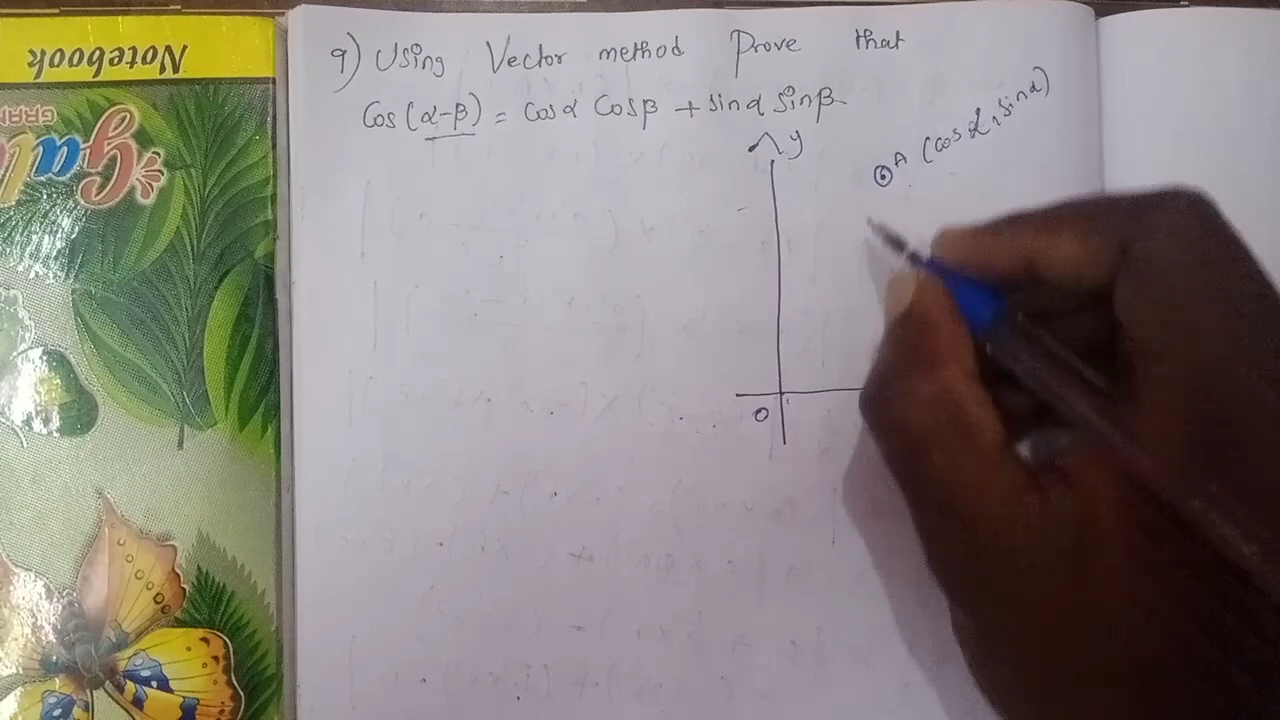 9) Using Vector method Prove that
Cos(α-β) = Cosα Cosβ + Sinα Sinβ
y
A (Cosα, Sinα)
O
Notebook